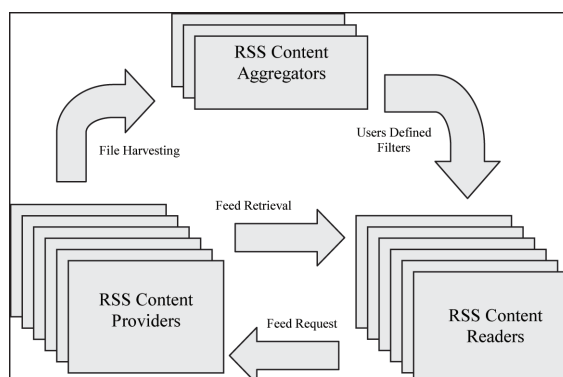 RSS Content
Aggregators
File Harvesting
Users Defined
Filters
Feed Retrieval
RSS Content
Providers
RSS Content
Readers
Feed Request